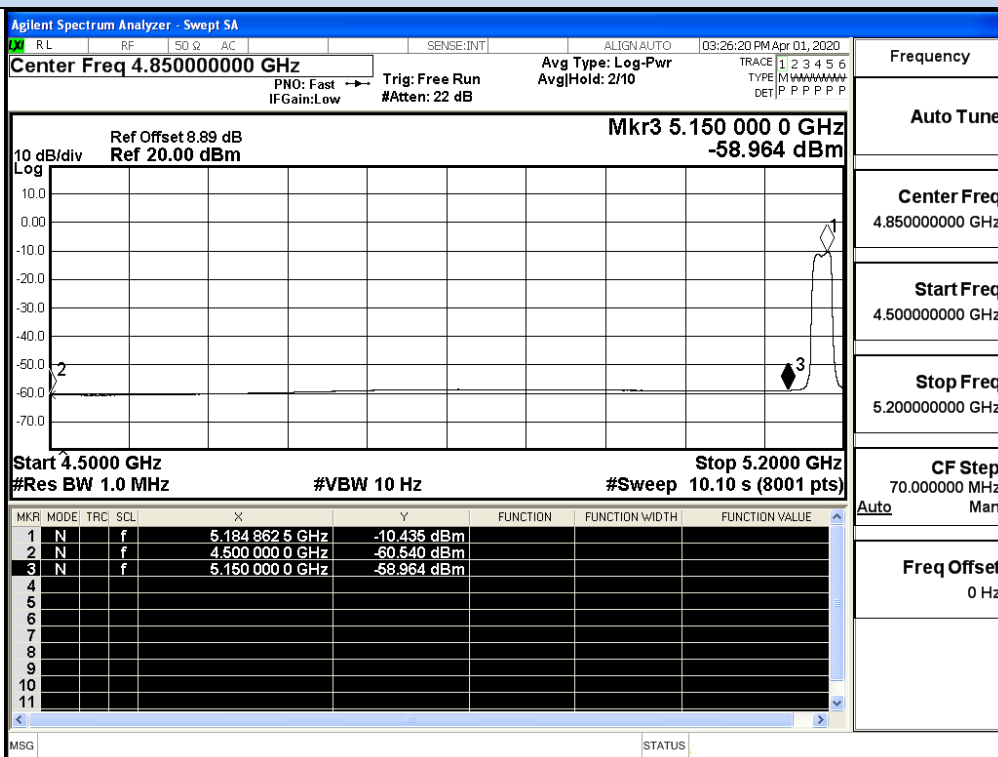 Agilent Spectrum Analyzer - Swept SA
LXI RL RF 50 Ω AC SENSE:INT ALIGN AUTO 03:26:20 PM Apr 01, 2020
Center Freq 4.850000000 GHz
PNO: Fast
IFGain:Low
Trig: Free Run
#Atten: 22 dB
Avg Type: Log-Pwr
Avg|Hold: 2/10
TRACE 1 2 3 4 5 6
TYPE M WWWWW
DET P P P P P P
Ref Offset 8.89 dB
10 dB/div Ref 20.00 dBm
Log
Mkr3 5.150 000 0 GHz
-58.964 dBm
10.0
0.00
-10.0
-20.0
-30.0
-40.0
-50.0
-60.0
-70.0
1
2
3
Start 4.5000 GHz Stop 5.2000 GHz
#Res BW 1.0 MHz #VBW 10 Hz #Sweep 10.10 s (8001 pts)
MKR MODE TRC SCL X Y FUNCTION FUNCTION WIDTH FUNCTION VALUE
1 N f 5.184 862 5 GHz -10.435 dBm
2 N f 4.500 000 0 GHz -60.540 dBm
3 N f 5.150 000 0 GHz -58.964 dBm
4
5
6
7
8
9
10
11
MSG STATUS
Frequency
Auto Tune
Center Freq
4.850000000 GHz
Start Freq
4.500000000 GHz
Stop Freq
5.200000000 GHz
CF Step
70.000000 MHz
Auto Man
Freq Offset
0 Hz